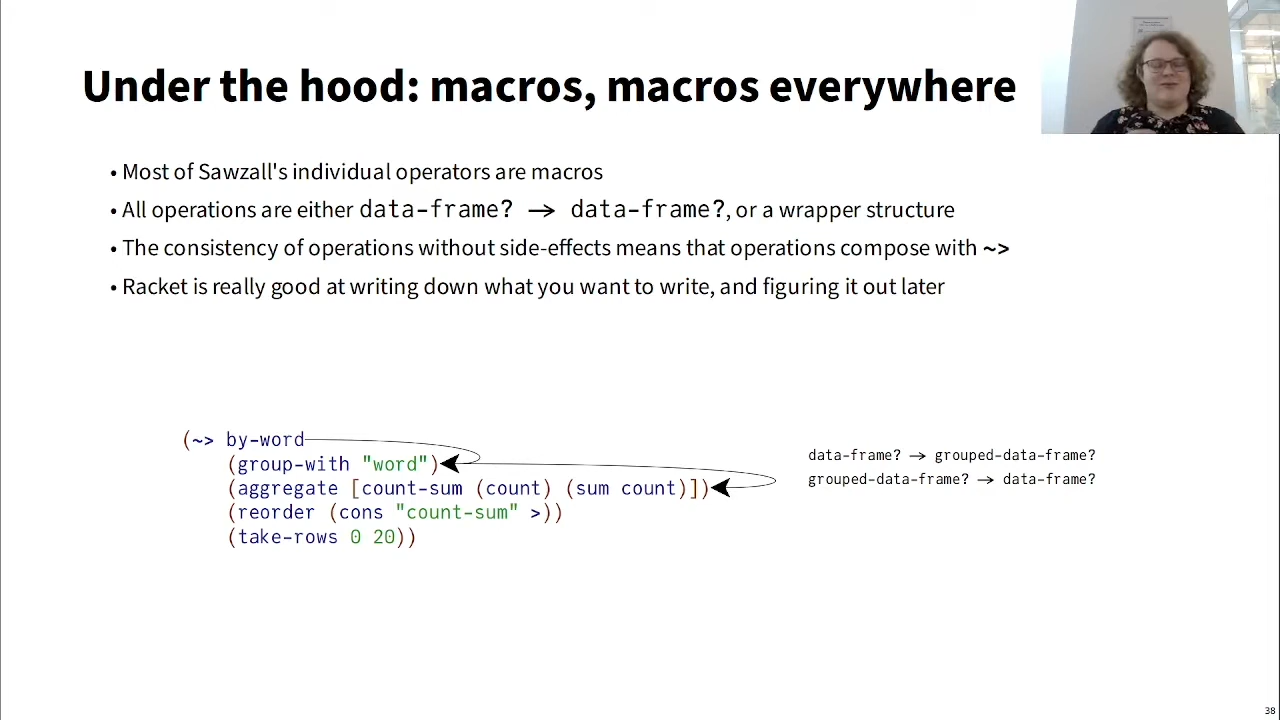 Under the hood: macros, macros everywhere
• Most of Sawzall's individual operators are macros
• All operations are either data-frame? → data-frame?, or a wrapper structure
• The consistency of operations without side-effects means that operations compose with ~>
• Racket is really good at writing down what you want to write, and figuring it out later
(~> by-word
(group-with "word")
(aggregate [count-sum (count) (sum count)])
(reorder (cons "count-sum" >))
(take-rows 0 20))
data-frame? → grouped-data-frame?
grouped-data-frame? → data-frame?
38